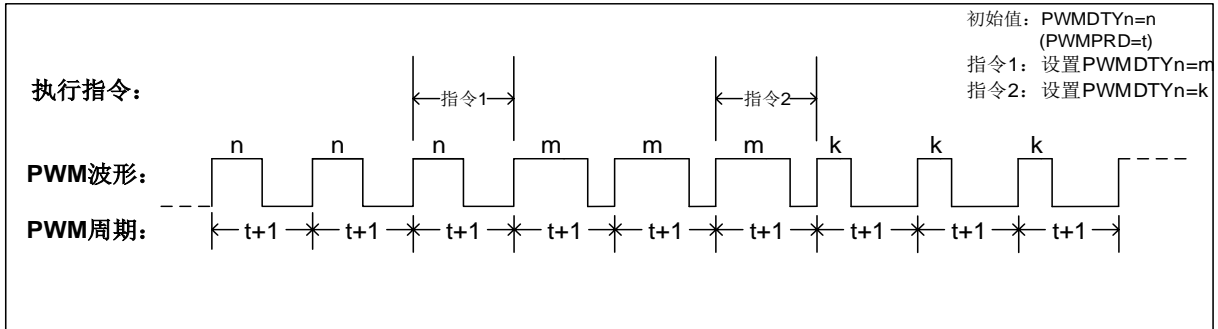 初始值：PWMDTYn=n
(PWMPRD=t)
指令1：设置PWMDTYn=m
指令2：设置PWMDTYn=k
执行指令：
指令1 指令2
n n n m m m k k k
PWM波形：
PWM周期： t+1 t+1 t+1 t+1 t+1 t+1 t+1 t+1 t+1